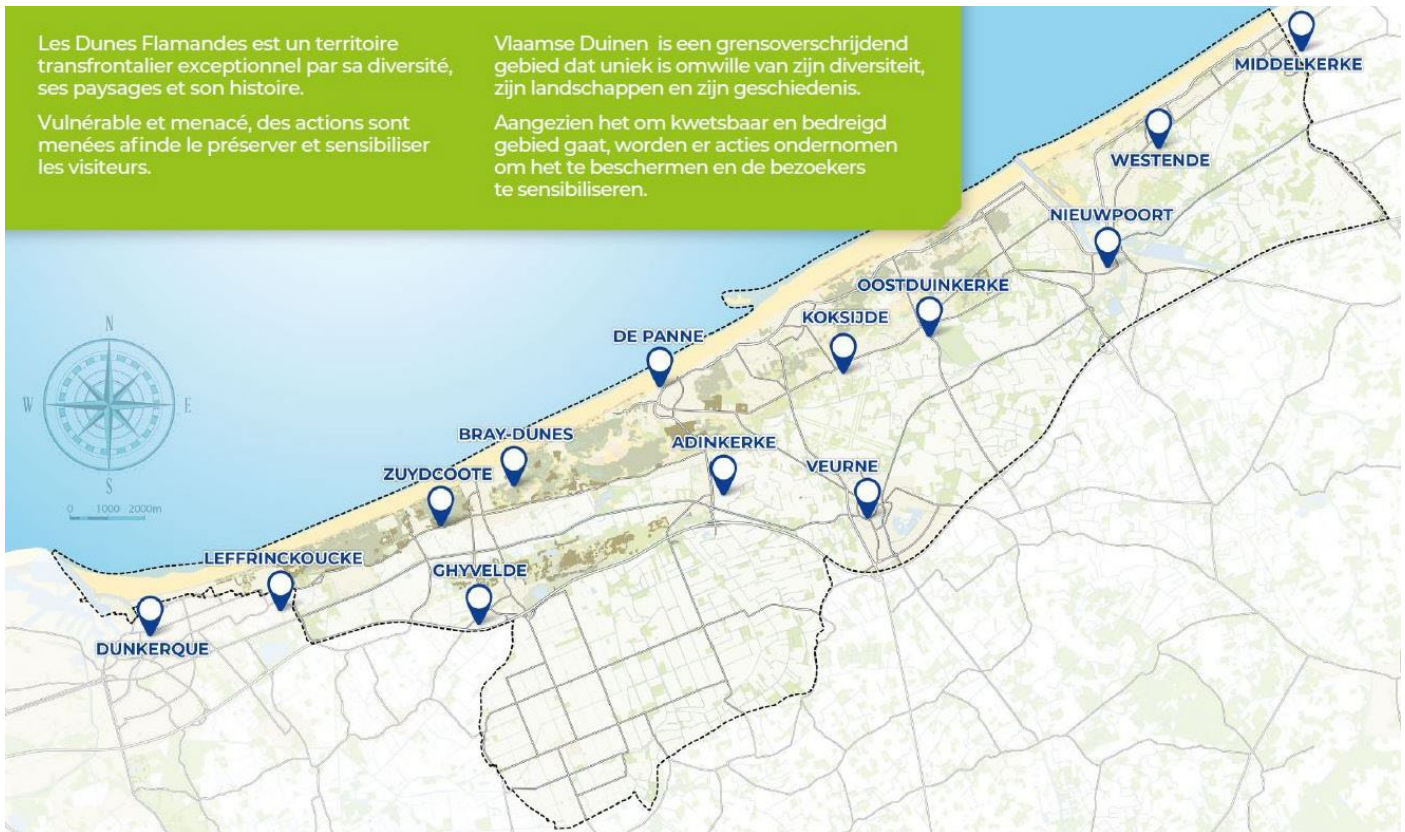 Les Dunes Flamandes est un territoire
transfrontalier exceptionnel par sa diversité,
ses paysages et son histoire.
Vulnérable et menacé, des actions sont
menées afinde le préserver et sensibiliser
les visiteurs.
Vlaamse Duinen is een grensoverschrijdend
gebied dat uniek is omwille van zijn diversiteit,
zijn landschappen en zijn geschiedenis.
Aangezien het om kwetsbaar en bedreigd
gebied gaat, worden er acties ondernomen
om het te beschermen en de bezoekers
te sensibiliseren.
MIDDELKERKE
WESTENDE
NIEUWPOORT
OOSTDUINKERKE
KOKSIJDE
DE PANNE
BRAY-DUNES
ADINKERKE
ZUYDCOOTE
VEURNE
LEFFRINCKOUCKE
GHYVELDE
DUNKERQUE
N
W E
S
0 1000 2000m